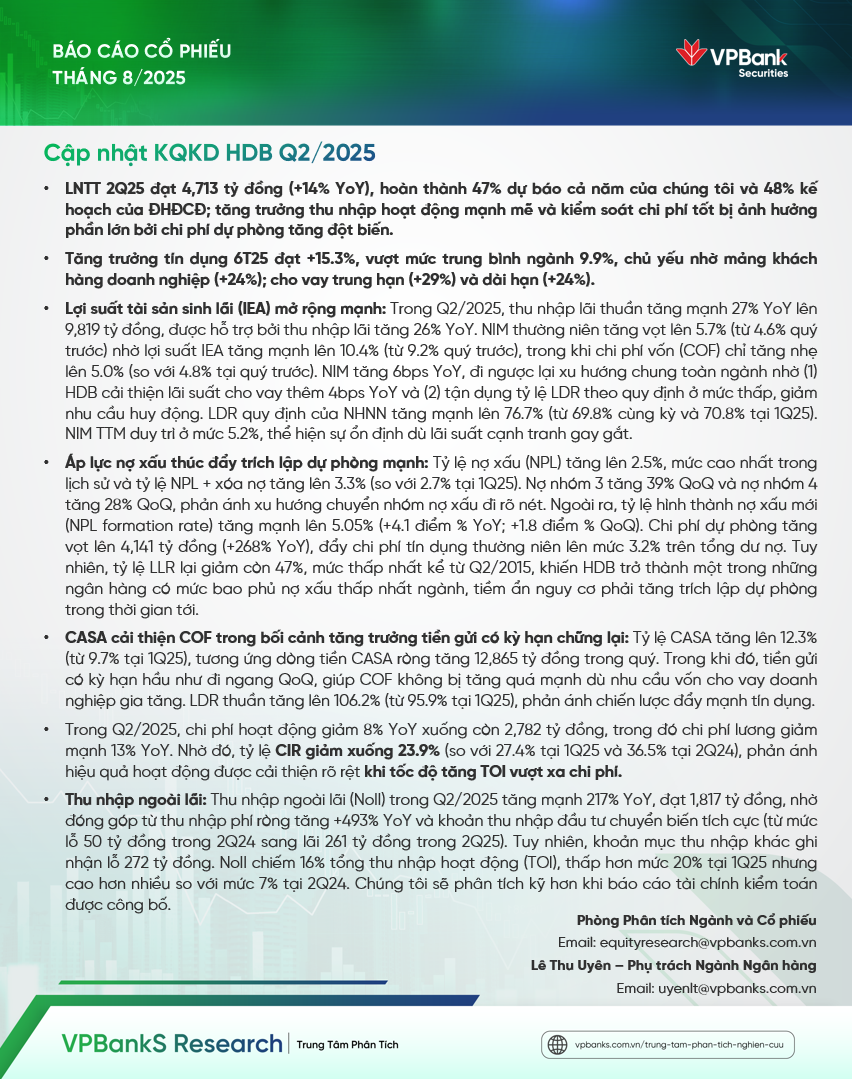 BÁO CÁO CỔ PHIẾU
THÁNG 8/2025
VPBank
Securities
Cập nhật KQKD HDB Q2/2025
• LNTT 2Q25 đạt 4,713 tỷ đồng (+14% YoY), hoàn thành 47% dự báo cả năm của chúng tôi và 48% kế
hoạch của ĐHĐCĐ; tăng trưởng thu nhập hoạt động mạnh mẽ và kiểm soát chi phí tốt bị ảnh hưởng
phần lớn bởi chi phí dự phòng tăng đột biến.
• Tăng trưởng tín dụng 6T25 đạt +15.3%, vượt mức trung bình ngành 9.9%, chủ yếu nhờ mảng khách
hàng doanh nghiệp (+24%); cho vay trung hạn (+29%) và dài hạn (+24%).
• Lợi suất tài sản sinh lãi (IEA) mở rộng mạnh: Trong Q2/2025, thu nhập lãi thuần tăng mạnh 27% YoY lên
9,819 tỷ đồng, được hỗ trợ bởi thu nhập lãi tăng 26% YoY. NIM thường niên tăng vọt lên 5.7% (từ 4.6% quý
trước) nhờ lợi suất IEA tăng mạnh lên 10.4% (từ 9.2% quý trước), trong khi chi phí vốn (COF) chỉ tăng nhẹ
lên 5.0% (so với 4.8% tại quý trước). NIM tăng 6bps YoY, đi ngược lại xu hướng chung toàn ngành nhờ (1)
HDB cải thiện lãi suất cho vay thêm 4bps YoY và (2) tận dụng tỷ lệ LDR theo quy định ở mức thấp, giảm
nhu cầu huy động. LDR quy định của NHNN tăng mạnh lên 76.7% (từ 69.8% cùng kỳ và 70.8% tại 1Q25).
NIM TTM duy trì ở mức 5.2%, thể hiện sự ổn định dù lãi suất cạnh tranh gay gắt.
• Áp lực nợ xấu thúc đẩy trích lập dự phòng mạnh: Tỷ lệ nợ xấu (NPL) tăng lên 2.5%, mức cao nhất trong
lịch sử và tỷ lệ NPL + xóa nợ tăng lên 3.3% (so với 2.7% tại 1Q25). Nợ nhóm 3 tăng 39% QoQ và nợ nhóm 4
tăng 28% QoQ, phản ánh xu hướng chuyển nhóm nợ xấu đi rõ nét. Ngoài ra, tỷ lệ hình thành nợ xấu mới
(NPL formation rate) tăng mạnh lên 5.05% (+4.1 điểm % YoY; +1.8 điểm % QoQ). Chi phí dự phòng tăng
vọt lên 4,141 tỷ đồng (+268% YoY), đẩy chi phí tín dụng thường niên lên mức 3.2% trên tổng dư nợ. Tuy
nhiên, tỷ lệ LLR lại giảm còn 47%, mức thấp nhất kể từ Q2/2015, khiến HDB trở thành một trong những
ngân hàng có mức bao phủ nợ xấu thấp nhất ngành, tiềm ẩn nguy cơ phải tăng trích lập dự phòng
trong thời gian tới.
• CASA cải thiện COF trong bối cảnh tăng trưởng tiền gửi có kỳ hạn chững lại: Tỷ lệ CASA tăng lên 12.3%
(từ 9.7% tại 1Q25), tương ứng dòng tiền CASA ròng tăng 12,865 tỷ đồng trong quý. Trong khi đó, tiền gửi
có kỳ hạn hầu như đi ngang QoQ, giúp COF không bị tăng quá mạnh dù nhu cầu vốn cho vay doanh
nghiệp gia tăng. LDR thuần tăng lên 106.2% (từ 95.9% tại 1Q25), phản ánh chiến lược đẩy mạnh tín dụng.
• Trong Q2/2025, chi phí hoạt động giảm 8% YoY xuống còn 2,782 tỷ đồng, trong đó chi phí lương giảm
mạnh 13% YoY. Nhờ đó, tỷ lệ CIR giảm xuống 23.9% (so với 27.4% tại 1Q25 và 36.5% tại 2Q24), phản ánh
hiệu quả hoạt động được cải thiện rõ rệt khi tốc độ tăng TOI vượt xa chi phí.
• Thu nhập ngoài lãi: Thu nhập ngoài lãi (NoII) trong Q2/2025 tăng mạnh 217% YoY, đạt 1,817 tỷ đồng, nhờ
đóng góp từ thu nhập phí ròng tăng +493% YoY và khoản thu nhập đầu tư chuyển biến tích cực (từ mức
lỗ 50 tỷ đồng trong 2Q24 sang lãi 261 tỷ đồng trong 2Q25). Tuy nhiên, khoản mục thu nhập khác ghi
nhận lỗ 272 tỷ đồng. NoII chiếm 16% tổng thu nhập hoạt động (TOI), thấp hơn mức 20% tại 1Q25 nhưng
cao hơn nhiều so với mức 7% tại 2Q24. Chúng tôi sẽ phân tích kỹ hơn khi báo cáo tài chính kiểm toán
được công bố.
Phòng Phân tích Ngành và Cổ phiếu
Email: equityresearch@vpbanks.com.vn
Lê Thu Uyên – Phụ trách Ngành Ngân hàng
Email: uyenlt@vpbanks.com.vn
VPBankS Research | Trung Tâm Phân Tích
vpbanks.com.vn/trung-tam-phan-tich-nghien-cuu